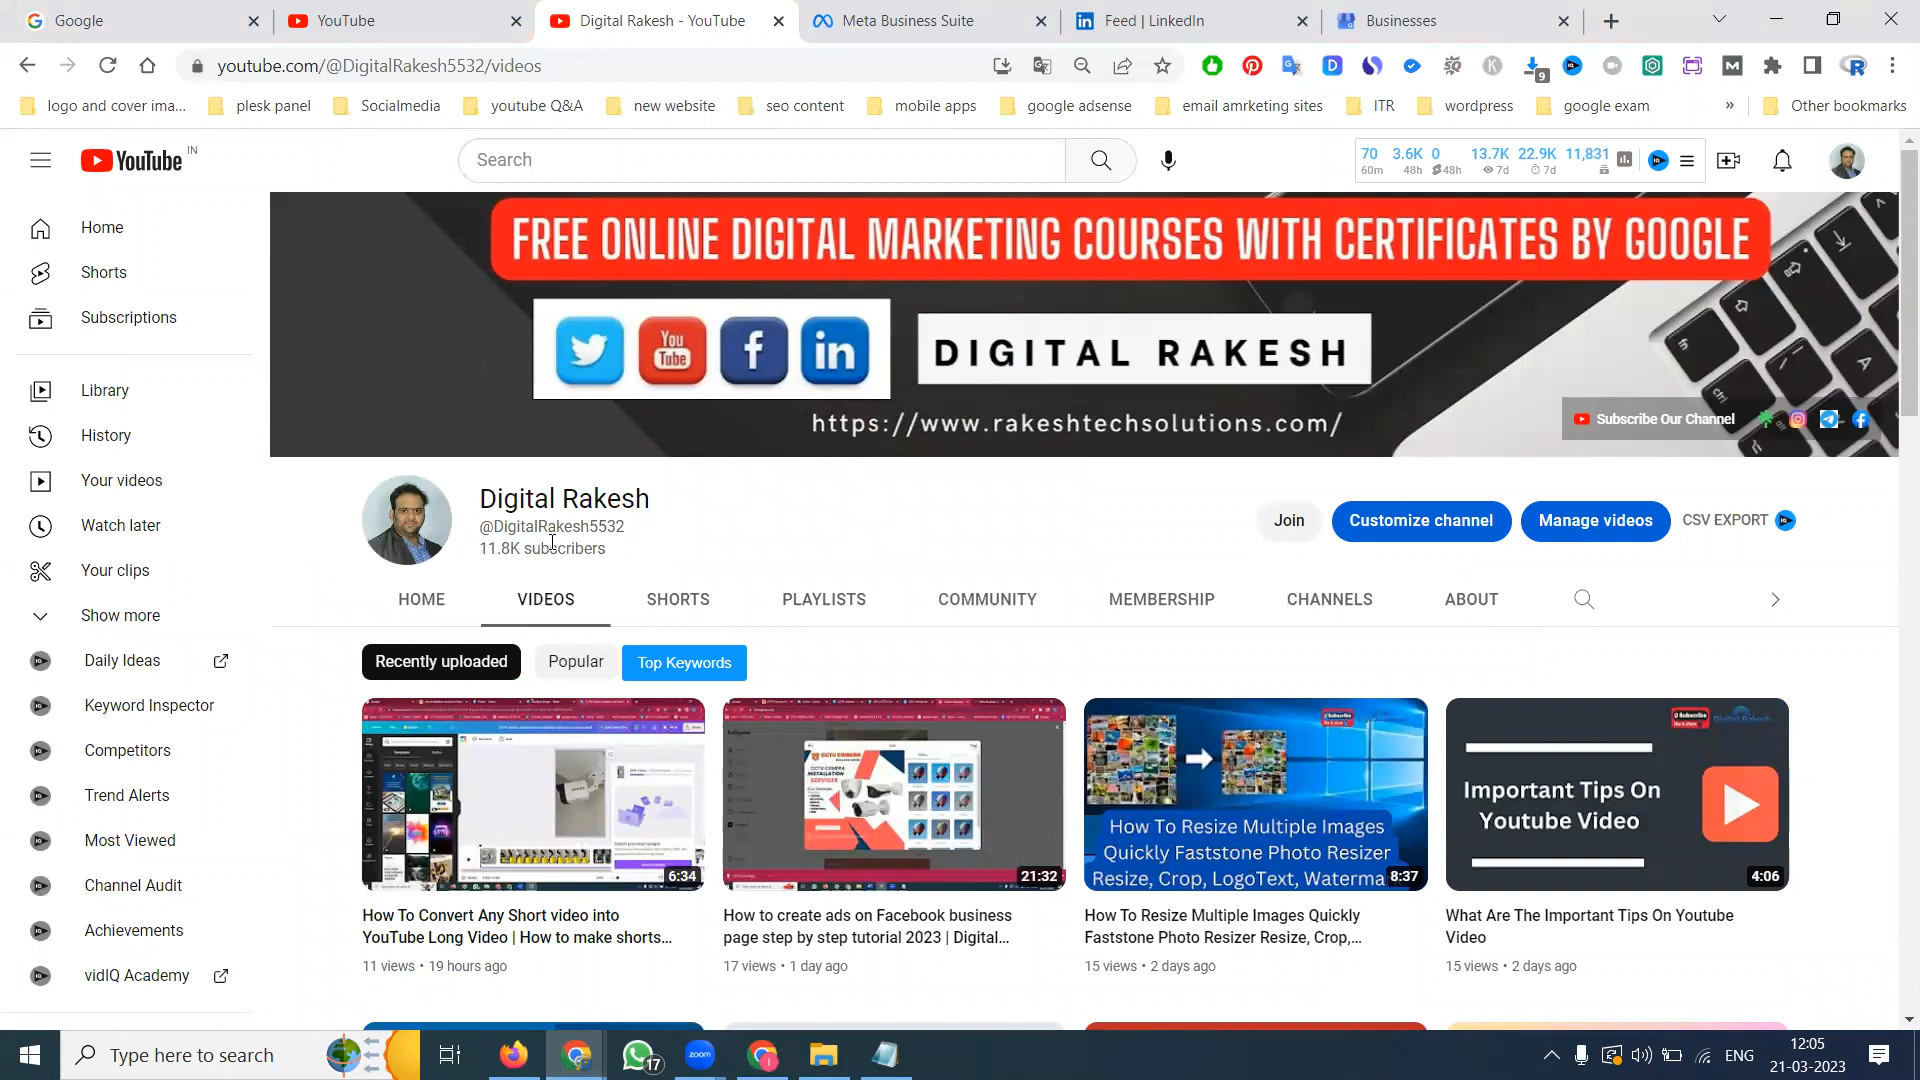 Google
YouTube
Digital Rakesh - YouTube
Meta Business Suite
Feed | LinkedIn
Businesses
youtube.com/@DigitalRakesh5532/videos
9
logo and cover ima...
plesk panel
Socialmedia
youtube Q&A
new website
seo content
mobile apps
google adsense
email amrketing sites
ITR
wordpress
google exam
»
Other bookmarks
YouTube IN
Search
70 3.6K 0 13.7K 22.9K 11,831
60m 48h 48h 7d 7d
Home
Shorts
Subscriptions
Library
History
Your videos
Watch later
Your clips
Show more
Daily Ideas
Keyword Inspector
Competitors
Trend Alerts
Most Viewed
Channel Audit
Achievements
vidIQ Academy
FREE ONLINE DIGITAL MARKETING COURSES WITH CERTIFICATES BY GOOGLE
You
Tube
f
in
DIGITAL RAKESH
https://www.rakeshtechsolutions.com/
Subscribe Our Channel
Digital Rakesh
@DigitalRakesh5532
11.8K subscribers
Join
Customize channel
Manage videos
CSV EXPORT
HOME
VIDEOS
SHORTS
PLAYLISTS
COMMUNITY
MEMBERSHIP
CHANNELS
ABOUT
Recently uploaded
Popular
Top Keywords
6:34
How To Convert Any Short video into
YouTube Long Video | How to make shorts...
11 views • 19 hours ago
CCTV CAMERA
INSTALLATION
SERVICES
21:32
How to create ads on Facebook business
page step by step tutorial 2023 | Digital...
17 views • 1 day ago
How To Resize Multiple Images
Quickly Faststone Photo Resizer
Resize, Crop, LogoText, Waterma
8:37
How To Resize Multiple Images Quickly
Faststone Photo Resizer Resize, Crop,...
15 views • 2 days ago
Subscribe
Digital Rakesh
Important Tips On
Youtube Video
4:06
What Are The Important Tips On Youtube
Video
15 views • 2 days ago
Type here to search
17
zoom
ENG
12:05
21-03-2023